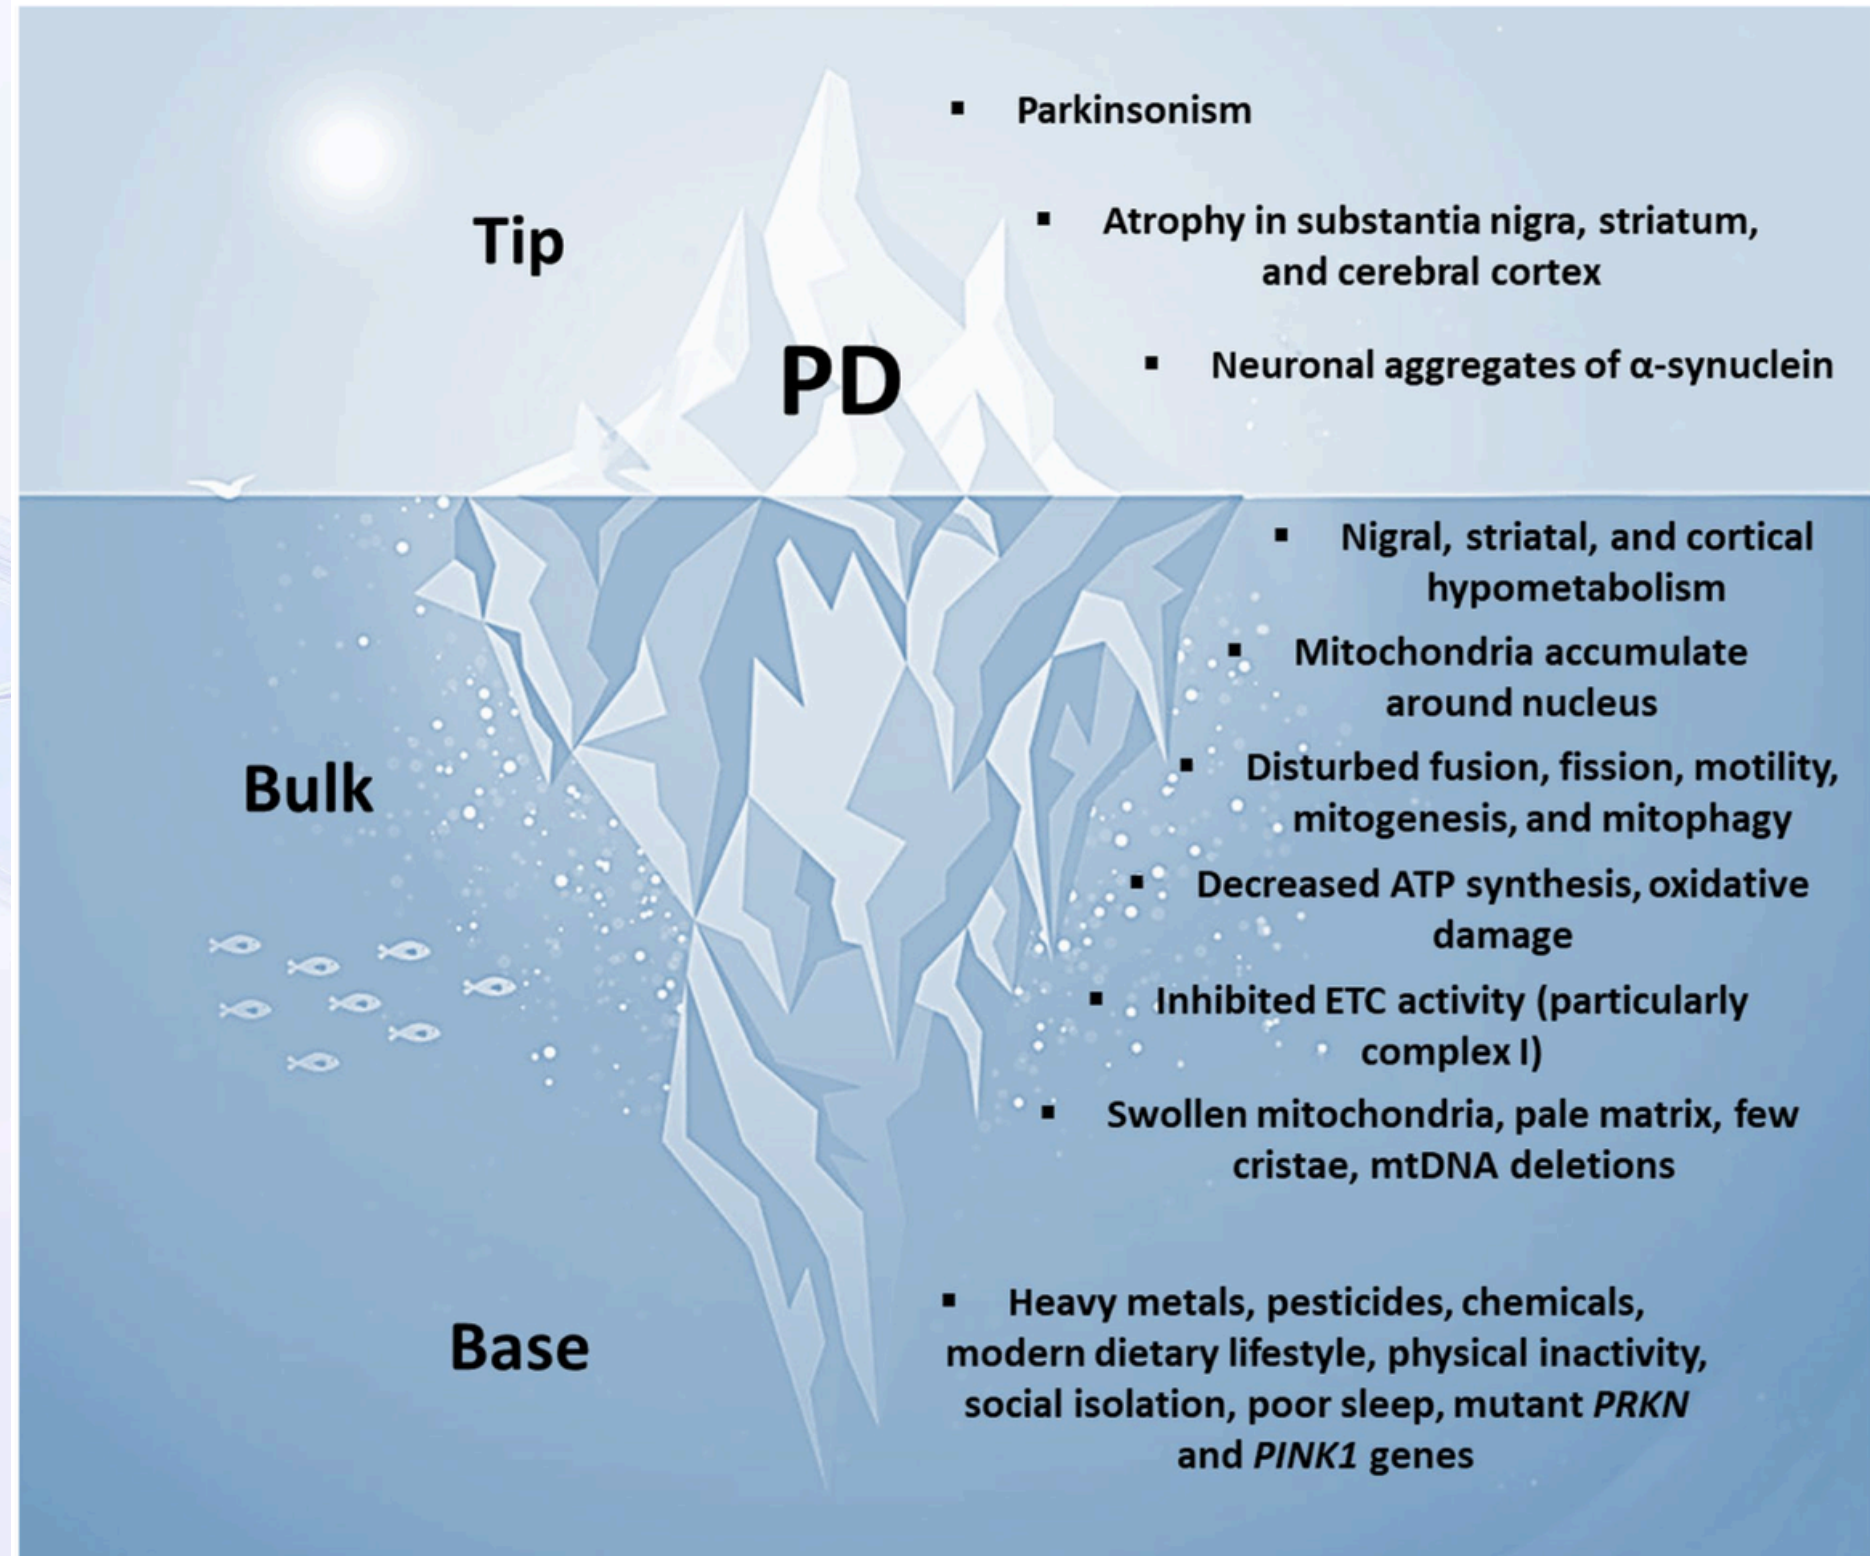 ▪ Parkinsonism
Tip
▪ Atrophy in substantia nigra, striatum,
and cerebral cortex
PD
▪ Neuronal aggregates of α-synuclein
▪ Nigral, striatal, and cortical
hypometabolism
▪ Mitochondria accumulate
around nucleus
Bulk
▪ Disturbed fusion, fission, motility,
mitogenesis, and mitophagy
▪ Decreased ATP synthesis, oxidative
damage
▪ Inhibited ETC activity (particularly
complex I)
▪ Swollen mitochondria, pale matrix, few
cristae, mtDNA deletions
Base
▪ Heavy metals, pesticides, chemicals,
modern dietary lifestyle, physical inactivity,
social isolation, poor sleep, mutant PRKN
and PINK1 genes